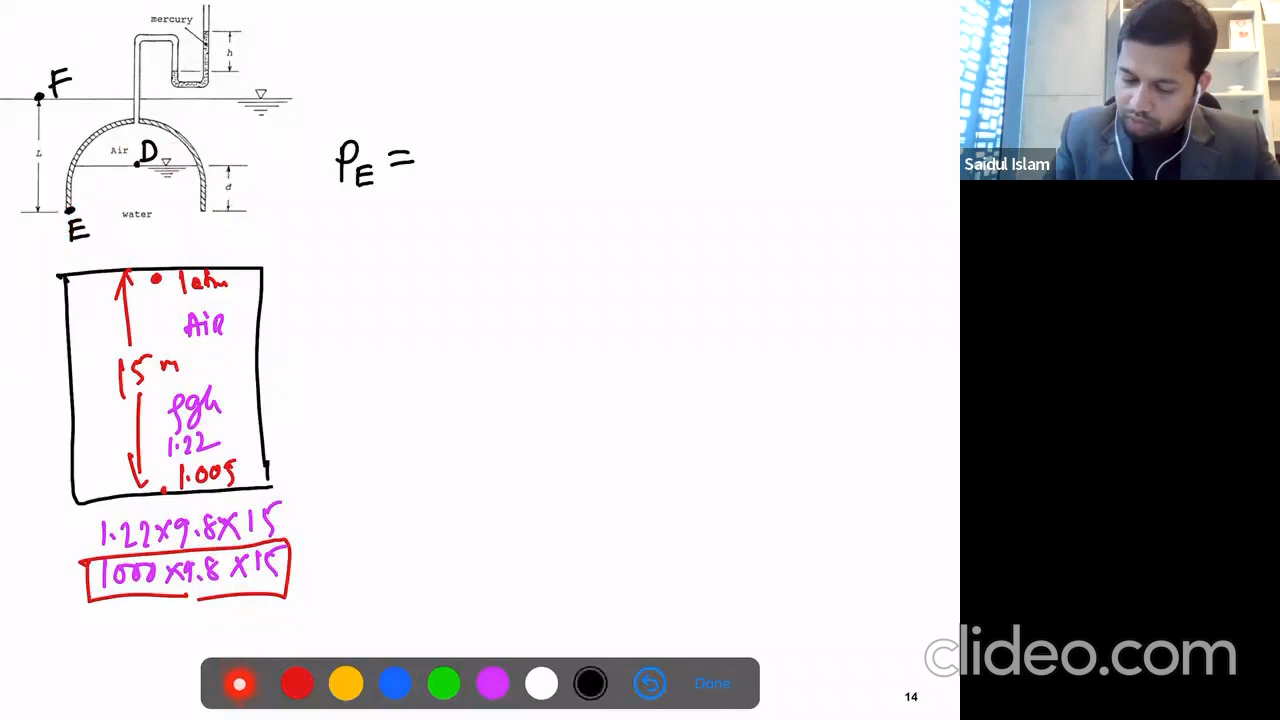 mercury
h
F
L
Air
D
d
E
water
P_E =
1 atm
Air
15 m
ρgh
1.22
1.005
1.22×9.8×15
1000×9.8×15
Saidul Islam
clideo.com
Done
14